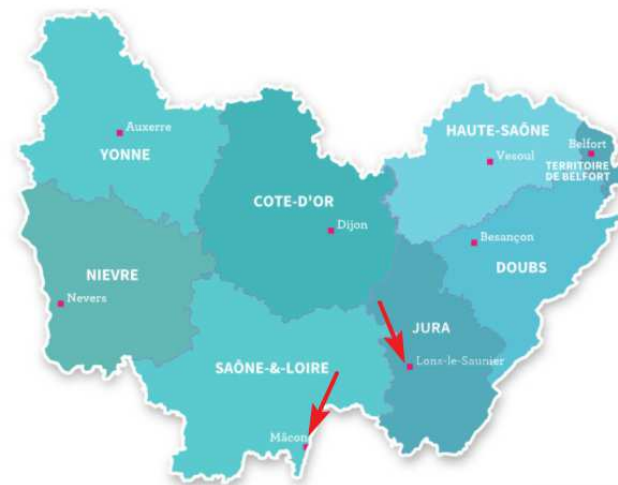 Auxerre
YONNE
HAUTE-SAÔNE
Belfort
Vesoul
TERRITOIRE
DE BELFORT
COTE-D'OR
Dijon
Besançon
DOUBS
NIEVRE
Nevers
JURA
SAÔNE-&-LOIRE
Lons-le-Saunier
Mâcon